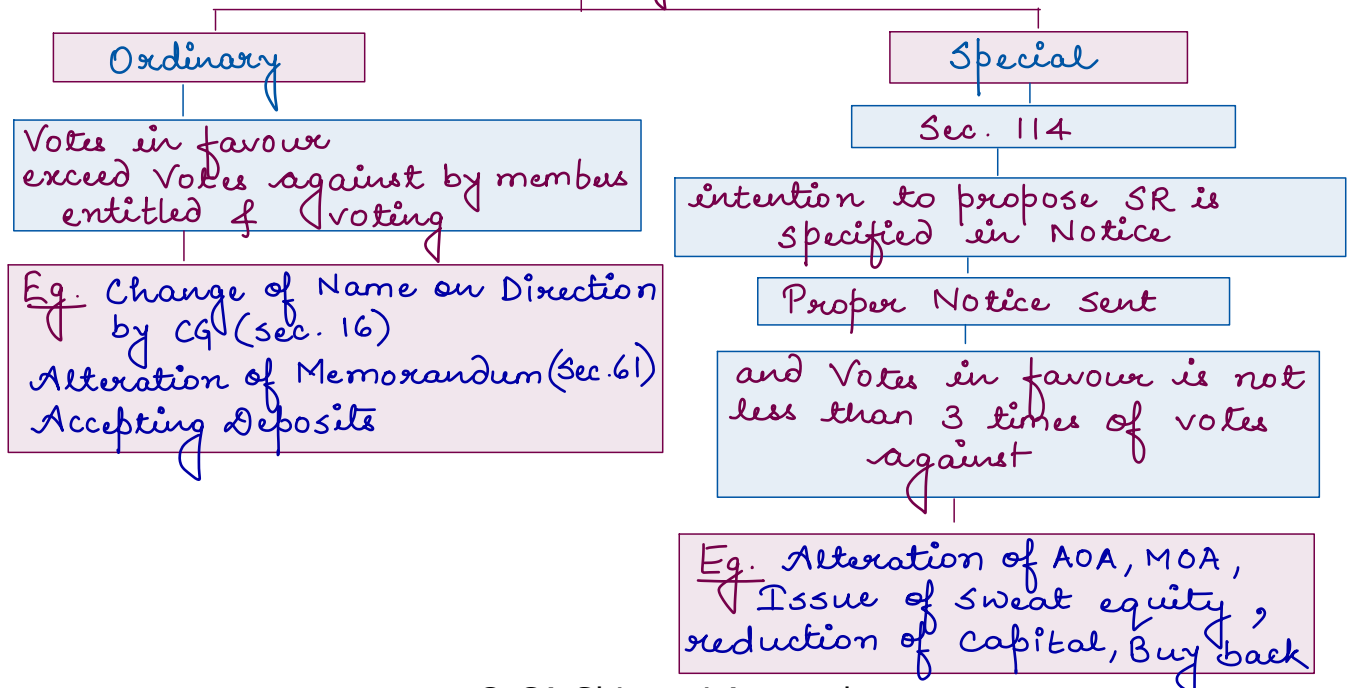 Ordinary
Votes in favour
exceed Votes against by members
entitled & voting
Eg. Change of Name on Direction
by CG (Sec. 16)
Alteration of Memorandum (Sec. 61)
Accepting Deposits
Special
Sec. 114
intention to propose SR is
specified in Notice
Proper Notice Sent
and Votes in favour is not
less than 3 times of votes
against
Eg. Alteration of AOA, MOA,
Issue of sweat equity,
reduction of Capital, Buy back